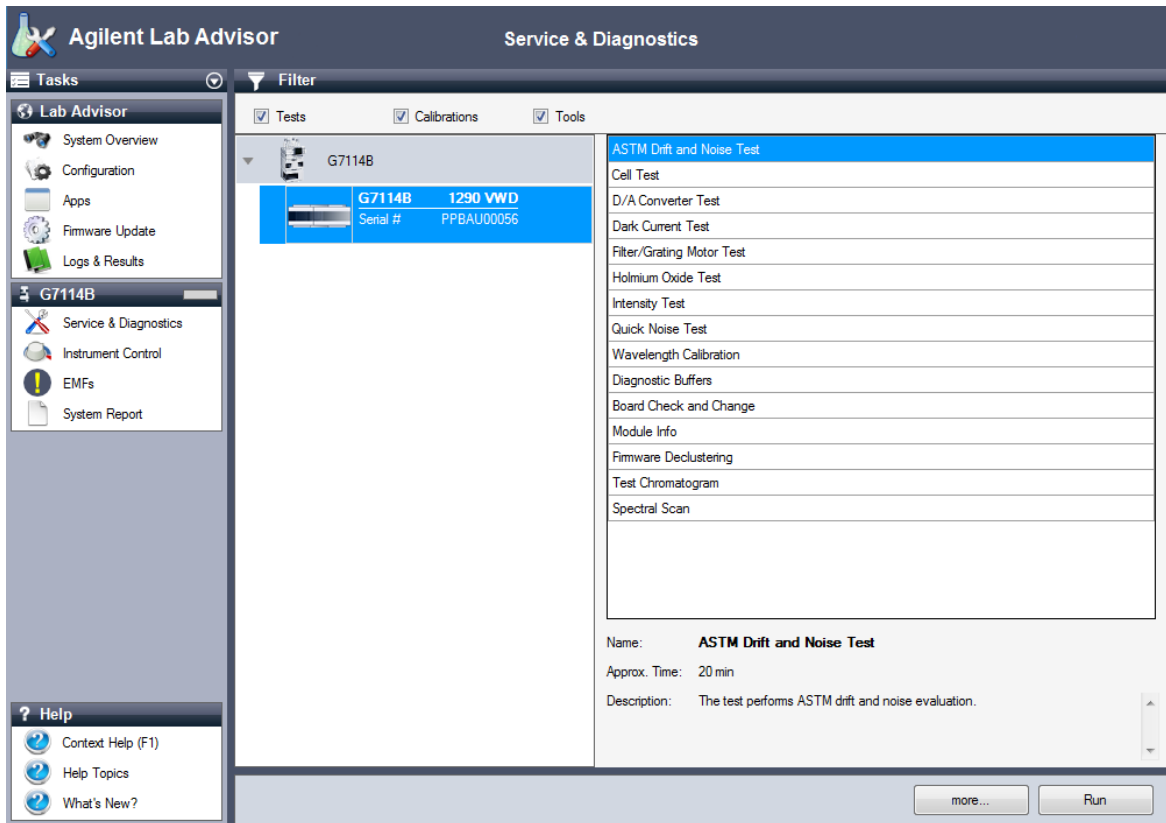 Agilent Lab Advisor
Service & Diagnostics
Tasks
Lab Advisor
System Overview
Configuration
Apps
Firmware Update
Logs & Results
G7114B
Service & Diagnostics
Instrument Control
EMFs
System Report
? Help
Context Help (F1)
Help Topics
What's New?
Filter
Tests
Calibrations
Tools
G7114B
G7114B 1290 VWD
Serial # PPBAU00056
ASTM Drift and Noise Test
Cell Test
D/A Converter Test
Dark Current Test
Filter/Grating Motor Test
Holmium Oxide Test
Intensity Test
Quick Noise Test
Wavelength Calibration
Diagnostic Buffers
Board Check and Change
Module Info
Firmware Declustering
Test Chromatogram
Spectral Scan
Name: ASTM Drift and Noise Test
Approx. Time: 20 min
Description: The test performs ASTM drift and noise evaluation.
more...
Run